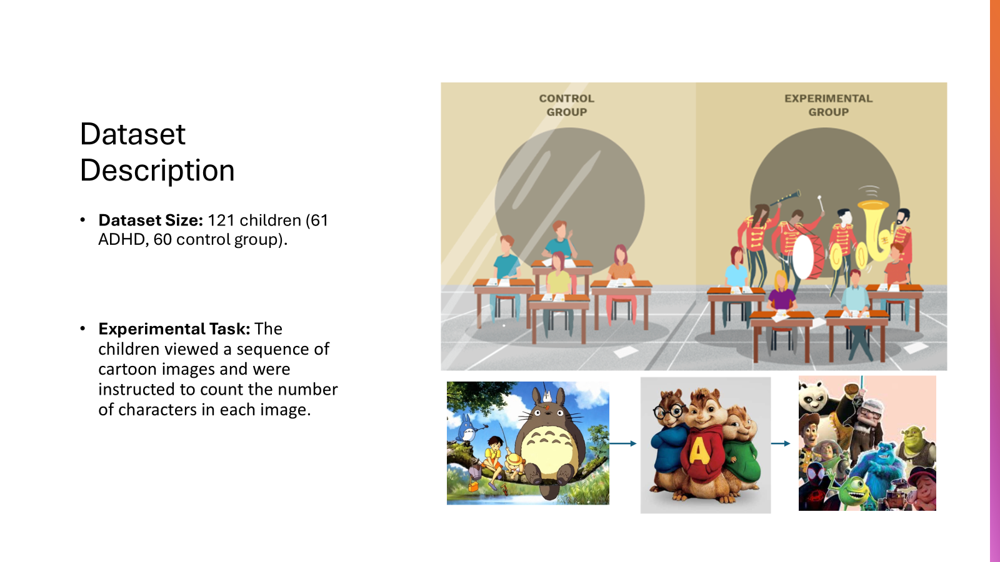 Dataset
Description
• Dataset Size: 121 children (61
ADHD, 60 control group).
• Experimental Task: The
children viewed a sequence of
cartoon images and were
instructed to count the number
of characters in each image.
CONTROL
GROUP
EXPERIMENTAL
GROUP
A